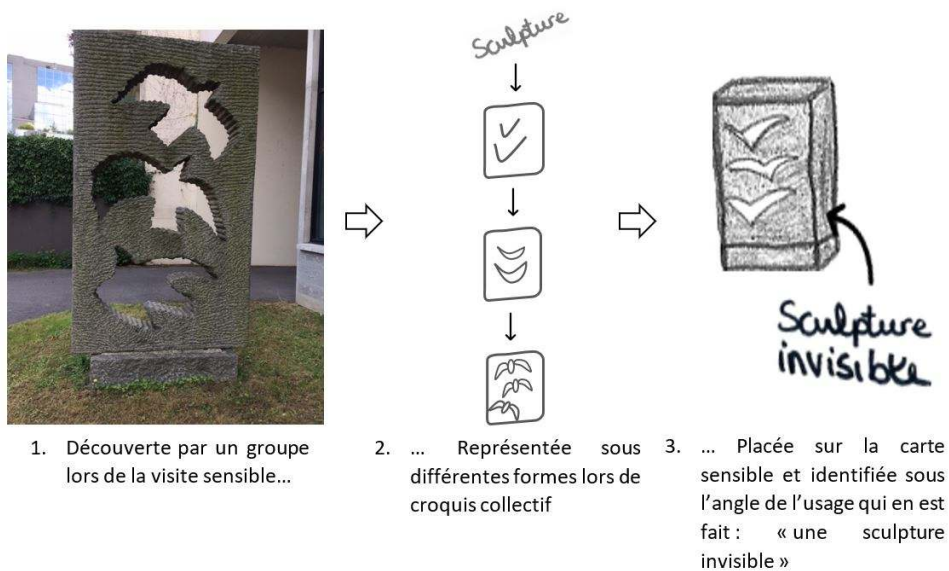 Sculpture
Sculpture
invisible
1. Découverte par un groupe
lors de la visite sensible...
2. ... Représentée sous
différentes formes lors de
croquis collectif
3. ... Placée sur la carte
sensible et identifiée sous
l'angle de l'usage qui en est
fait : « une sculpture
invisible »